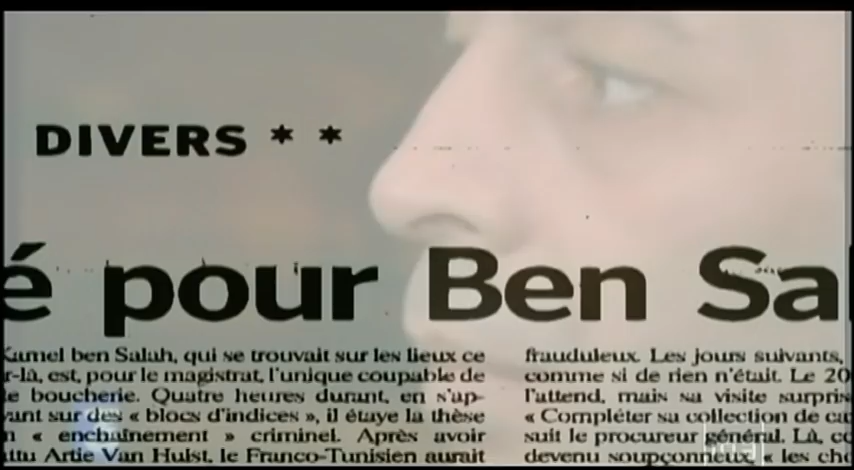 DIVERS * *
é pour Ben Sal
Kamel ben Salah, qui se trouvait sur les lieux ce
r-là, est, pour le magistrat, l'unique coupable de
e boucherie. Quatre heures durant, en s'ap-
vant sur des « blocs d'indices », il étaye la thèse
n « enchaînement » criminel. Après avoir
ttu Artie Van Hulst, le Franco-Tunisien aurait
frauduleux. Les jours suivants,
comme si de rien n'était. Le 20
l'attend, mais sa visite surpris
« Compléter sa collection de ca
suit le procureur général. Là, co
devenu soupçonneux, « les ch